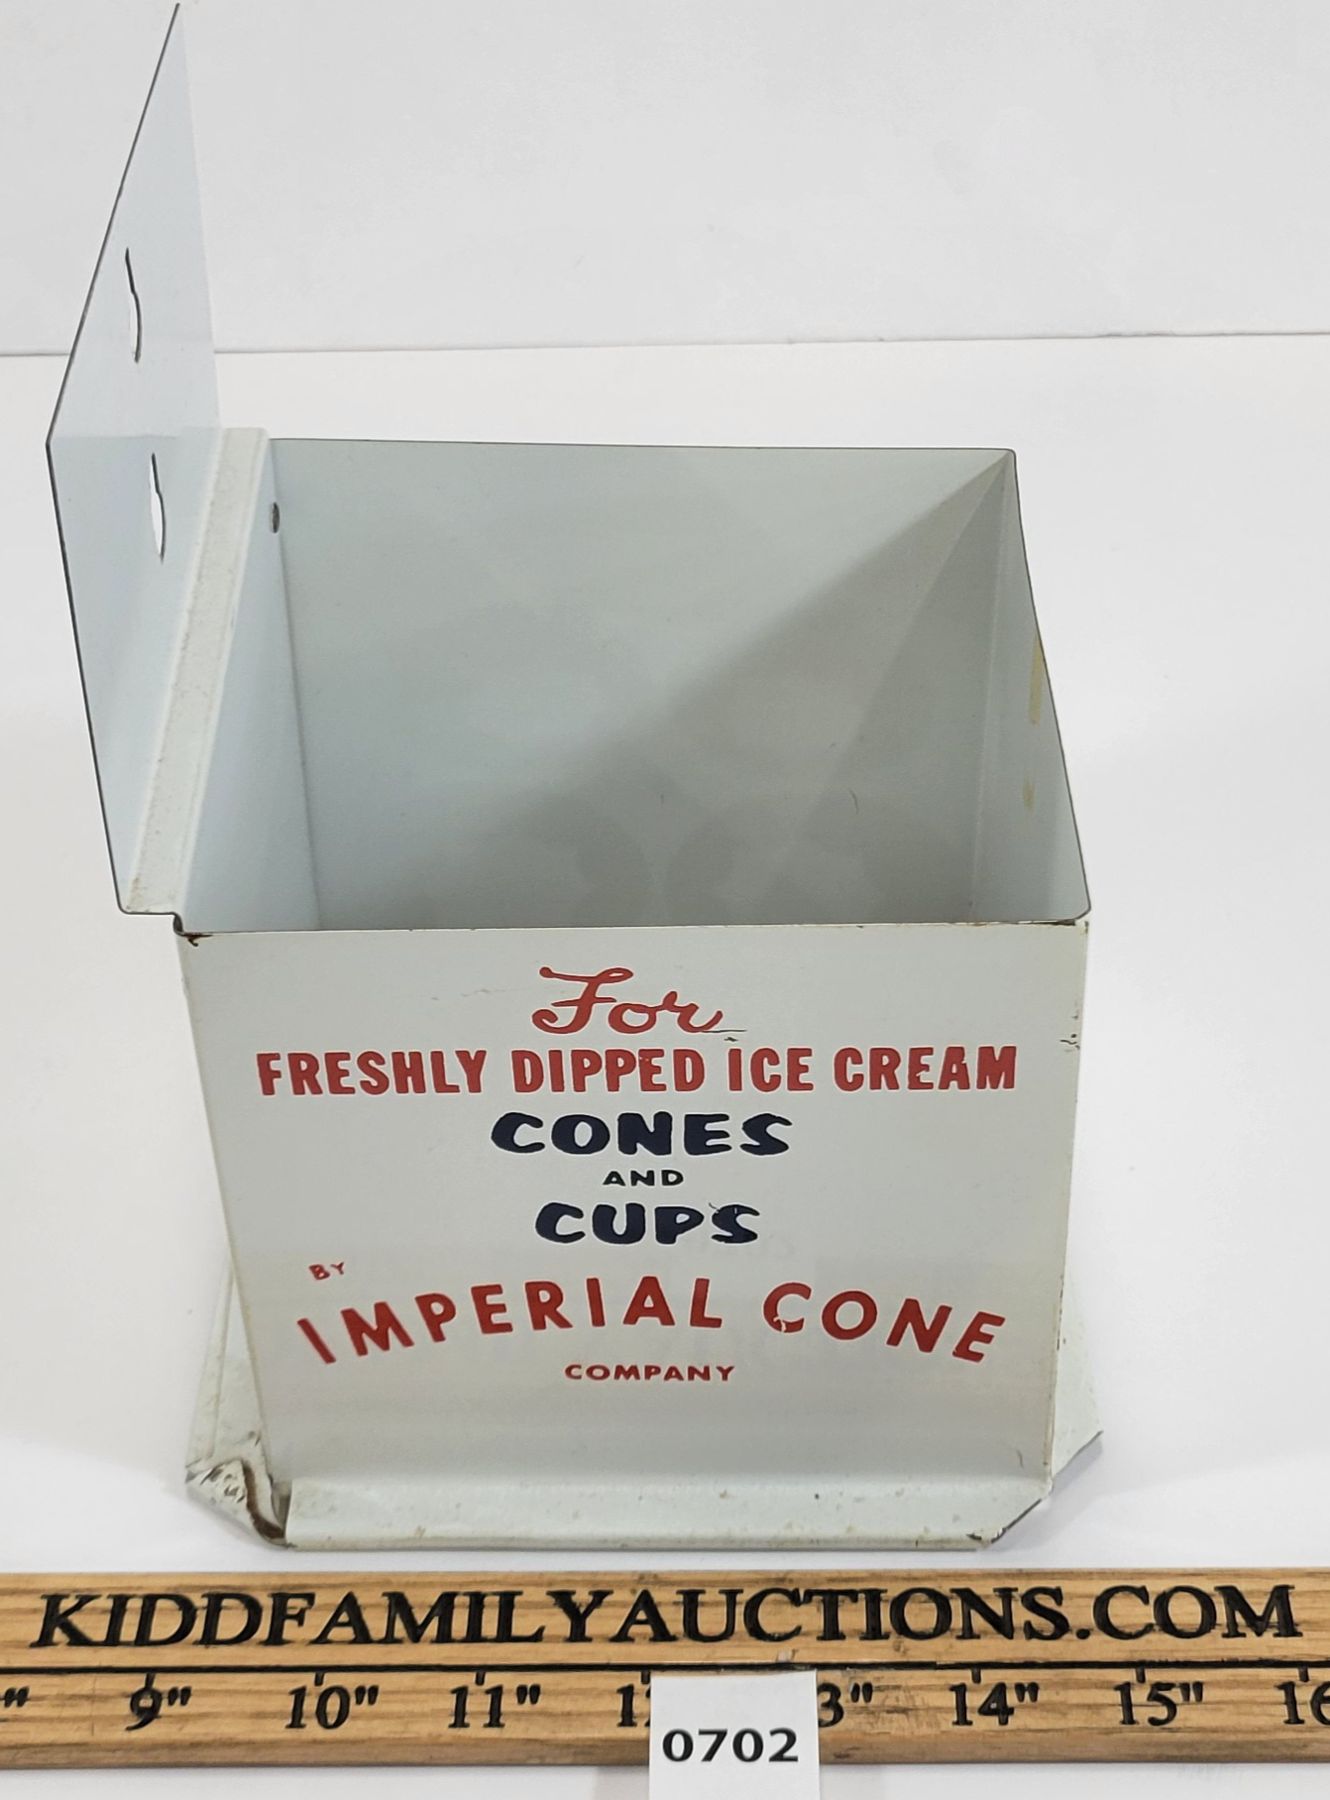 For
FRESHLY DIPPED ICE CREAM
CONES
AND
CUPS
BY
IMPERIAL CONE
COMPANY
KIDDFAMILYAUCTIONS.COM
9" 10" 11" 3" 14" 15" 16
0702